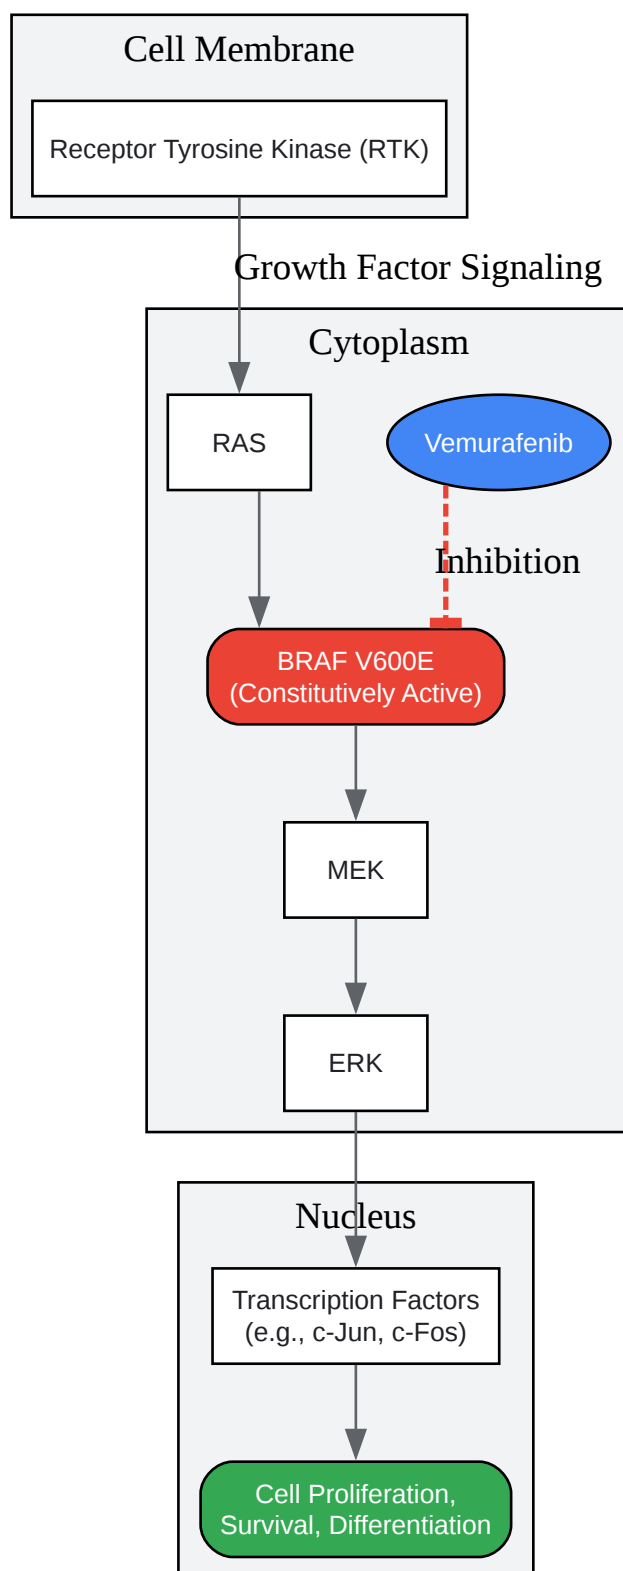 Cell Membrane
Receptor Tyrosine Kinase (RTK)
Growth Factor Signaling
Cytoplasm
RAS
Vemurafenib
Inhibition
BRAF V600E
(Constitutively Active)
MEK
ERK
Nucleus
Transcription Factors
(e.g., c-Jun, c-Fos)
Cell Proliferation,
Survival, Differentiation